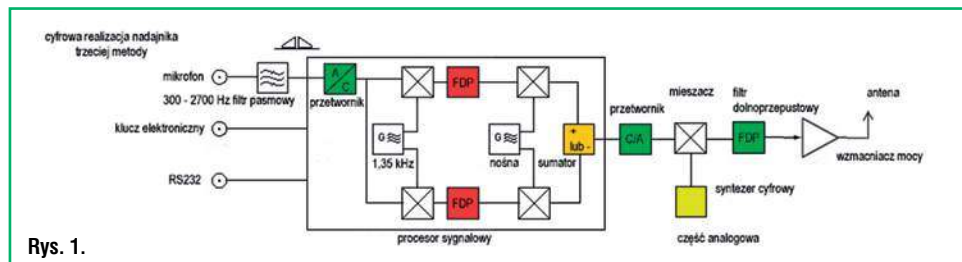 cyfrowa realizacja nadajnika
trzeciej metody
mikrofon
300 - 2700 Hz filtr pasmowy
A/C
przetwornik
klucz elektroniczny
RS232
G
1,35 kHz
FDP
FDP
G
nośna
+
lub -
sumator
procesor sygnałowy
przetwornik
C/A
mieszacz
syntezer cyfrowy
część analogowa
filtr
dolnoprzepustowy
FDP
wzmacniacz mocy
antena
Rys. 1.